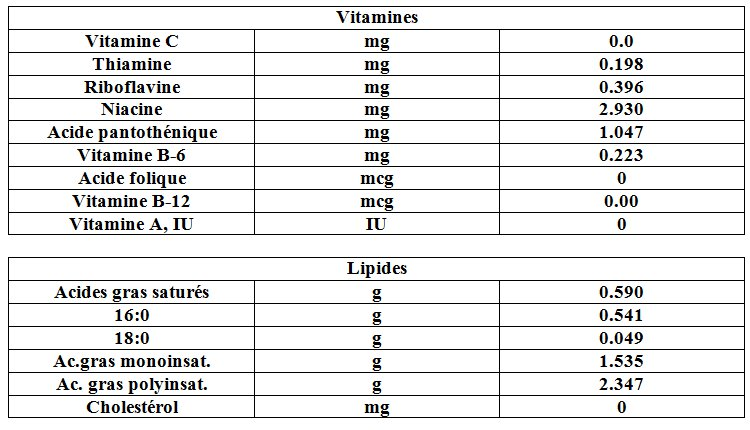 Vitamines
Vitamine C mg 0.0
Thiamine mg 0.198
Riboflavine mg 0.396
Niacine mg 2.930
Acide pantothénique mg 1.047
Vitamine B-6 mg 0.223
Acide folique mcg 0
Vitamine B-12 mcg 0.00
Vitamine A, IU IU 0
Lipides
Acides gras saturés g 0.590
16:0 g 0.541
18:0 g 0.049
Ac.gras monoinsat. g 1.535
Ac. gras polyinsat. g 2.347
Cholestérol mg 0